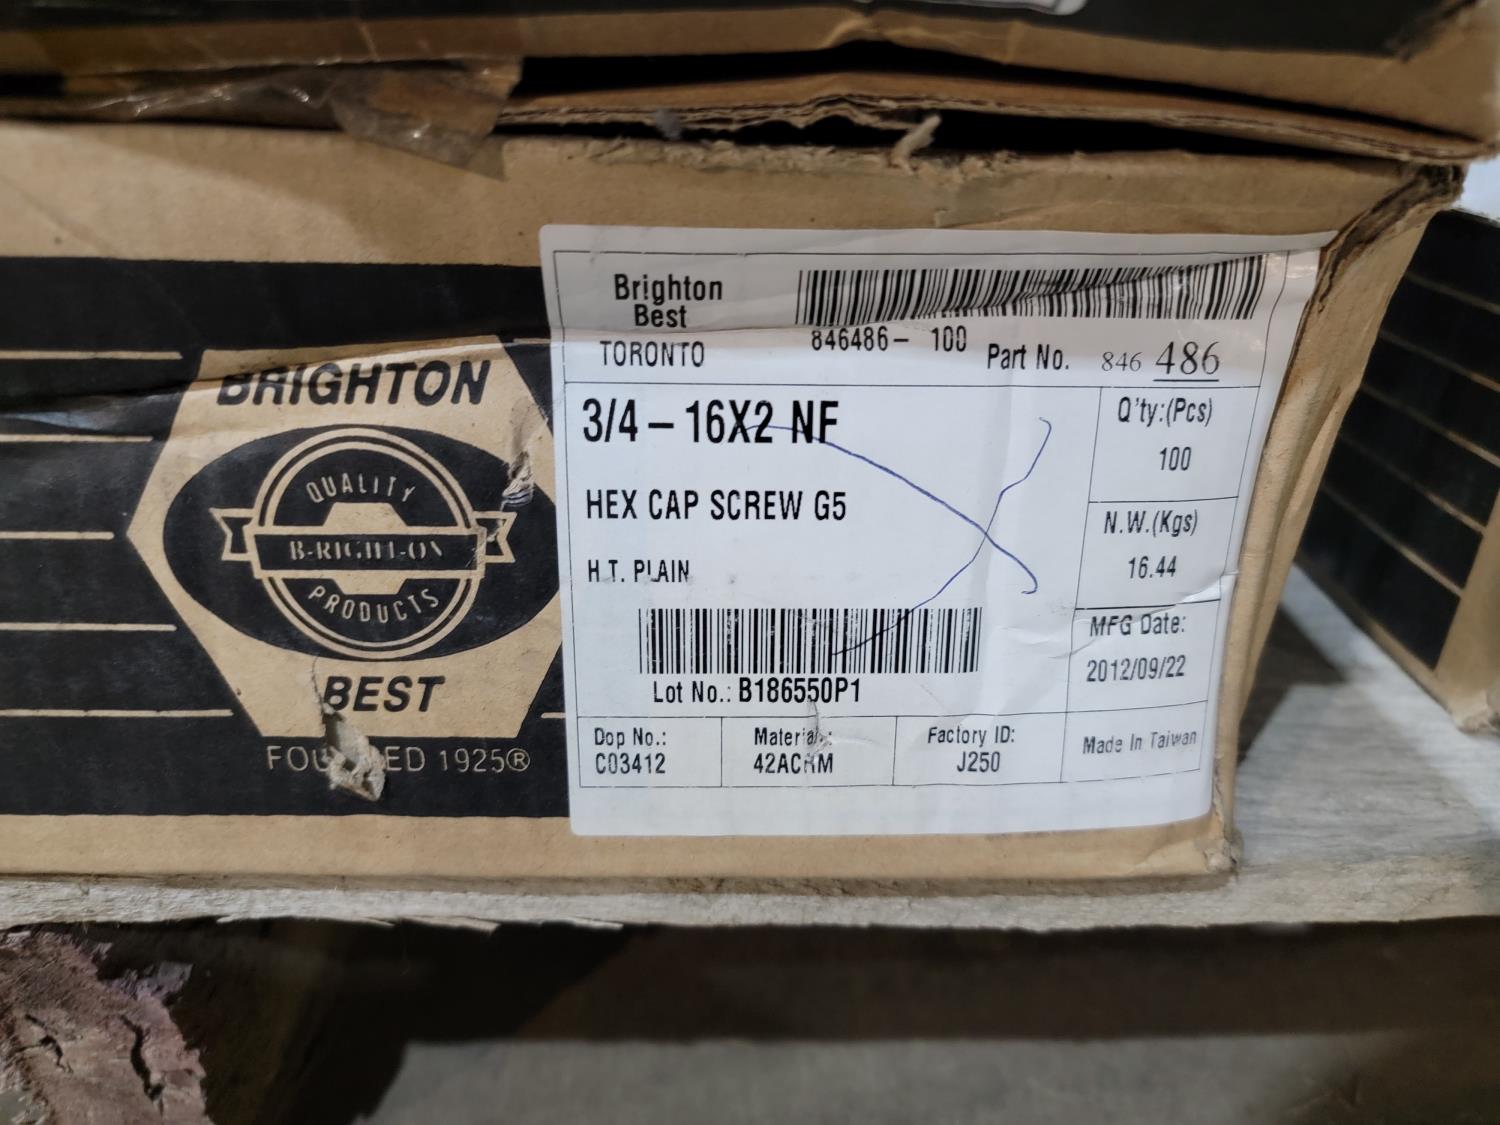 BRIGHTON
QUALITY
B-RIGHT-ON
PRODUCTS
BEST
1925®
Brighton
Best
TORONTO
846486- 100
Part No. 846 486
3/4-16X2 NF
HEX CAP SCREW G5
H.T. PLAIN
Lot No.: B186550P1
Q'ty:(Pcs)
100
N.W.(Kgs)
16.44
MFG Date:
2012/09/22
Dop No.:
C03412
Material:
Factory ID:
J250
Made In Taiwan